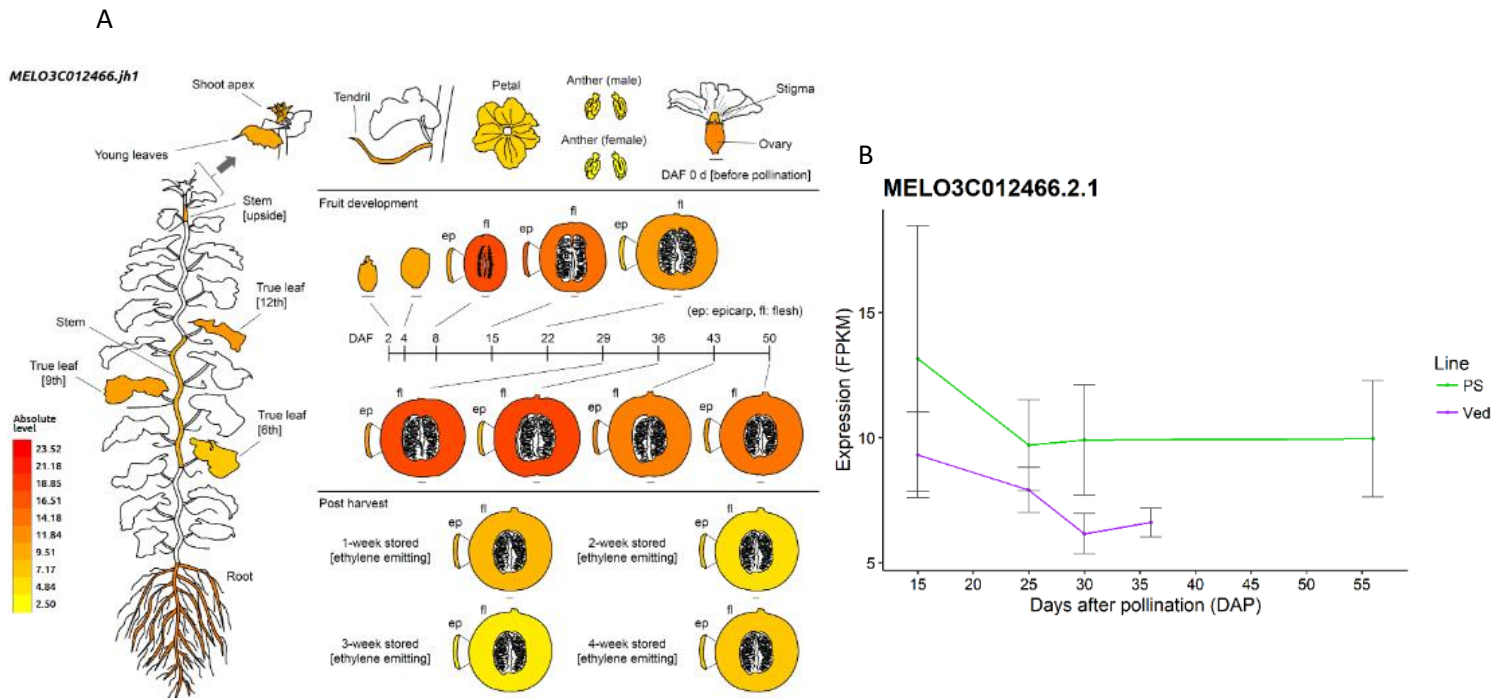 A
MELO3C012466.jh1
Shoot apex
Young leaves
Stem
[upside]
True leaf
[12th]
Stem
True leaf
[9th]
True leaf
[6th]
Root
Absolute
level
23.52
21.18
18.85
16.51
14.18
11.84
9.51
7.17
4.84
2.50
Tendril
Petal
Anther (male)
Anther (female)
Stigma
Ovary
DAF 0 d [before pollination]
Fruit development
ep fl
ep fl
ep fl
(ep: epicarp, fl: flesh)
DAF 2 4 8 15 22 29 36 43 50
ep fl
ep fl
ep fl
ep fl
Post harvest
1-week stored
[ethylene emitting]
ep fl
2-week stored
[ethylene emitting]
ep fl
3-week stored
[ethylene emitting]
ep fl
4-week stored
[ethylene emitting]
ep fl
B
MELO3C012466.2.1
Expression (FPKM)
15
10
5
15 20 25 30 35 40 45 50 55
Days after pollination (DAP)
Line
PS
Ved